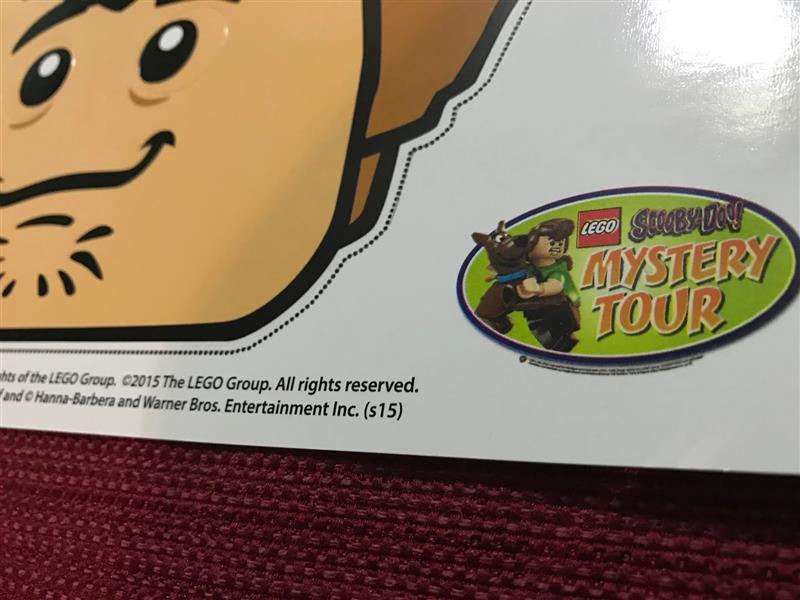 LEGO SCOOBY-DOO!
MYSTERY
TOUR
hts of the LEGO Group. ©2015 The LEGO Group. All rights reserved.
and © Hanna-Barbera and Warner Bros. Entertainment Inc. (s15)